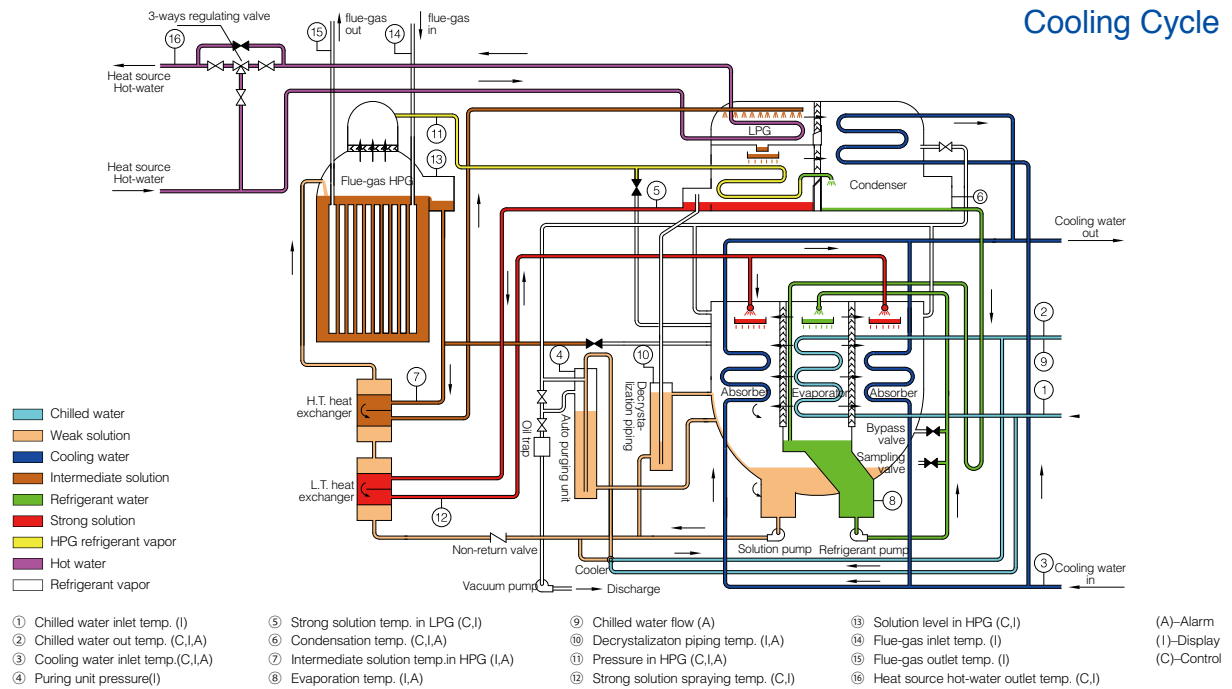 Cooling Cycle
3-ways regulating valve
flue-gas
out
flue-gas
in
16
15
14
Heat source
Hot-water
11
LPG
13
Flue-gas HPG
Heat source
Hot-water
5
Condenser
6
Cooling water
out
2
4
10
9
7
Absorber
Evaporator
Absorber
1
H.T. heat
exchanger
Decrysta-
lization piping
Auto purging unit
Oil trap
Bypass
valve
Sampling
valve
L.T. heat
exchanger
8
12
Non-return valve
Solution pump
Refrigerant pump
Cooler
Cooling water
in
3
Vacuum pump
Discharge
Chilled water
Weak solution
Cooling water
Intermediate solution
Refrigerant water
Strong solution
HPG refrigerant vapor
Hot water
Refrigerant vapor
① Chilled water inlet temp. (I)
② Chilled water out temp. (C,I,A)
③ Cooling water inlet temp.(C,I,A)
④ Puring unit pressure(I)
⑤ Strong solution temp. in LPG (C,I)
⑥ Condensation temp. (C,I,A)
⑦ Intermediate solution temp.in HPG (I,A)
⑧ Evaporation temp. (I,A)
⑨ Chilled water flow (A)
⑩ Decrystalizaton piping temp. (I,A)
⑪ Pressure in HPG (C,I,A)
⑫ Strong solution spraying temp. (C,I)
⑬ Solution level in HPG (C,I)
⑭ Flue-gas inlet temp. (I)
⑮ Flue-gas outlet temp. (I)
⑯ Heat source hot-water outlet temp. (C,I)
(A)–Alarm
(I)–Display
(C)–Control